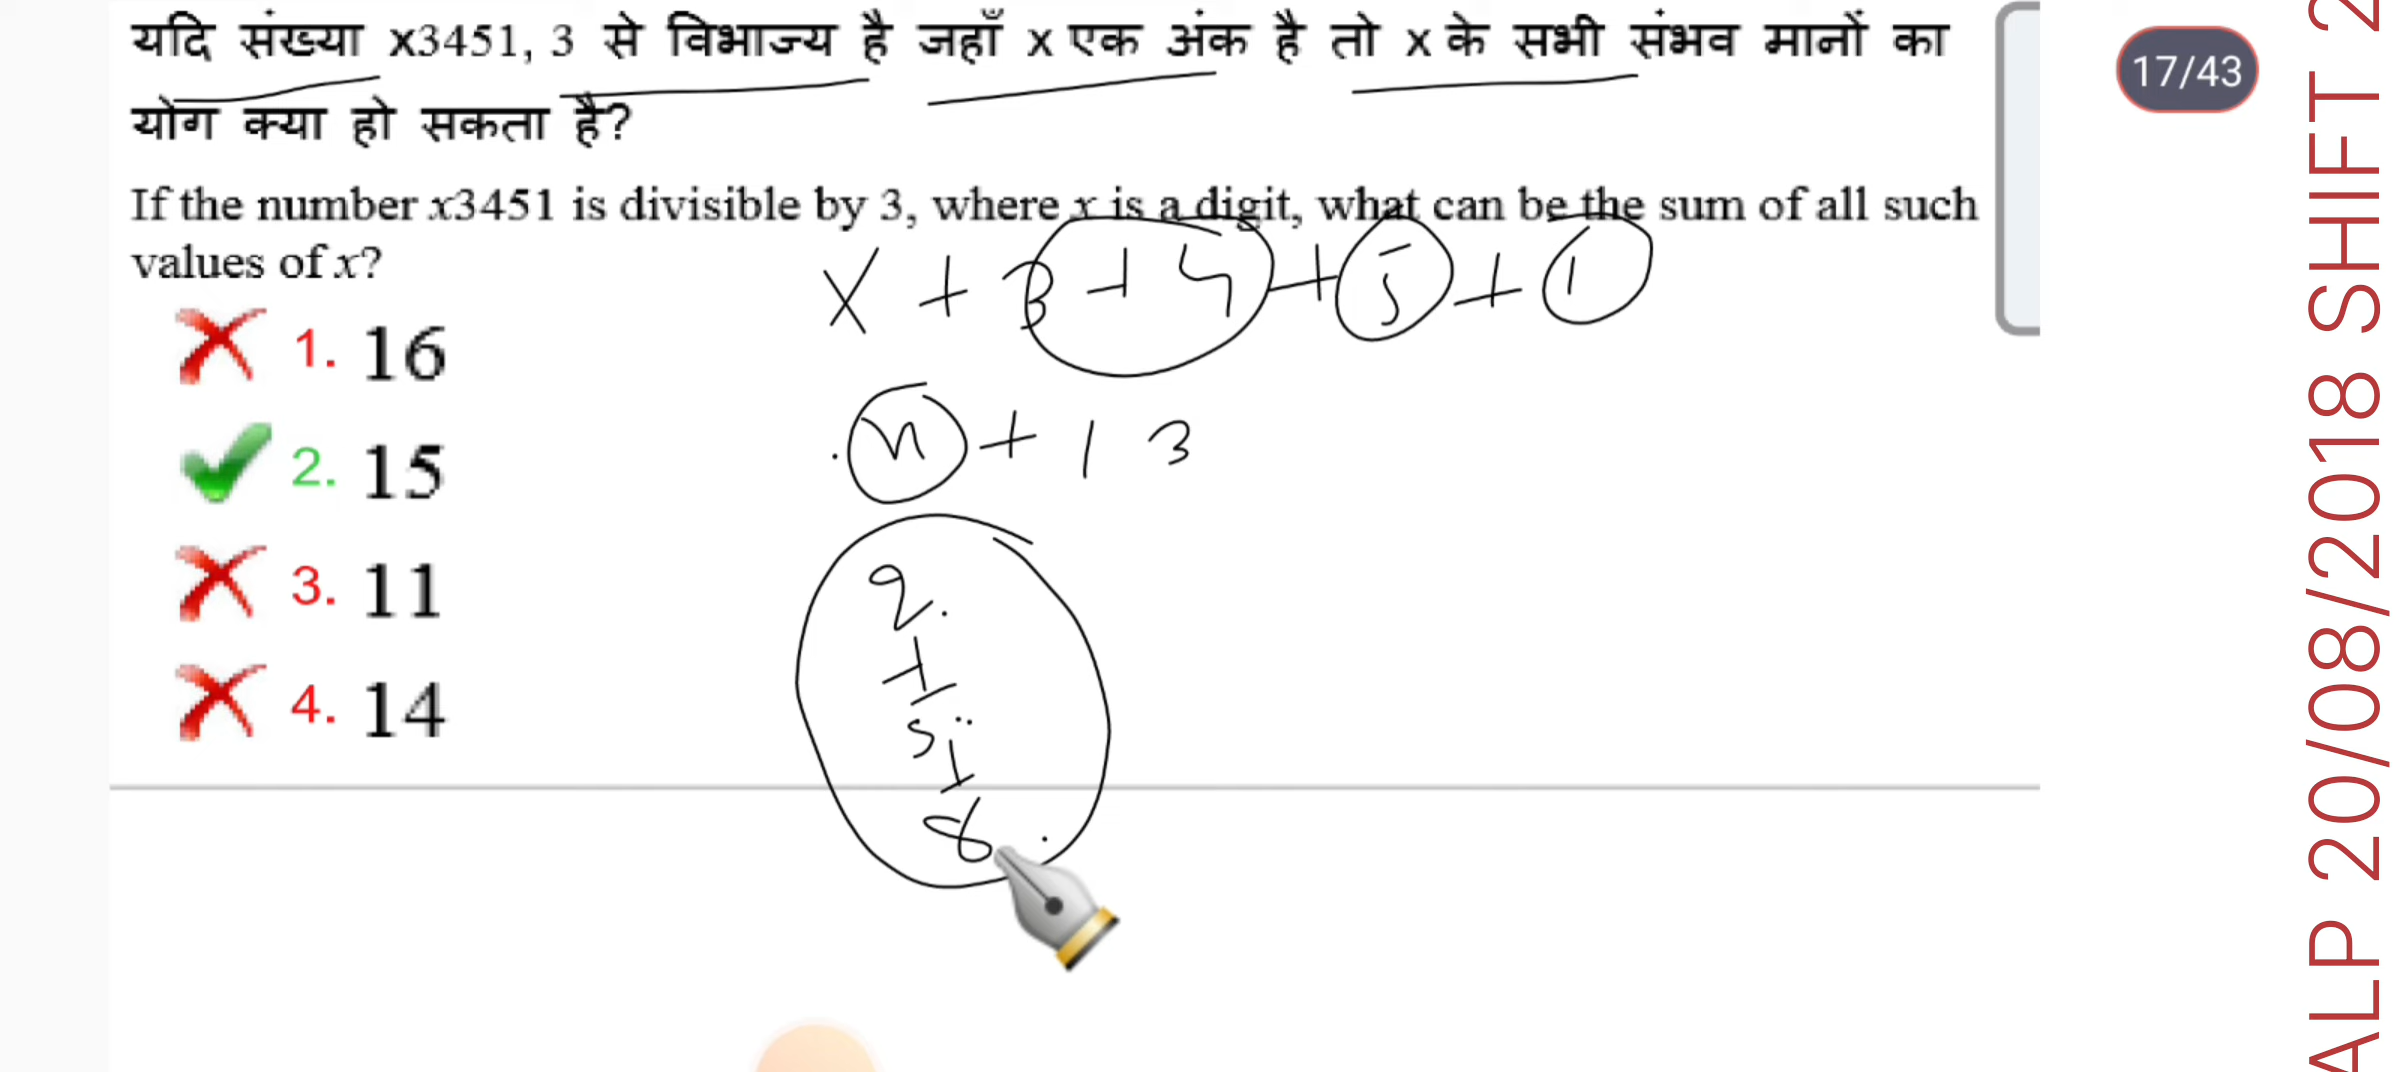 यदि संख्या x3451, 3 से विभाज्य है जहाँ x एक अंक है तो x के सभी संभव मानों का
योग क्या हो सकता है?
17/43
If the number x3451 is divisible by 3, where x is a digit, what can be the sum of all such
values of x?
x + 3 + 4 + 5 + 1
1. 16
n + 13
2. 15
2
+
3. 11
5
+
4. 14
8
ALP 20/08/2018 SHIFT 2